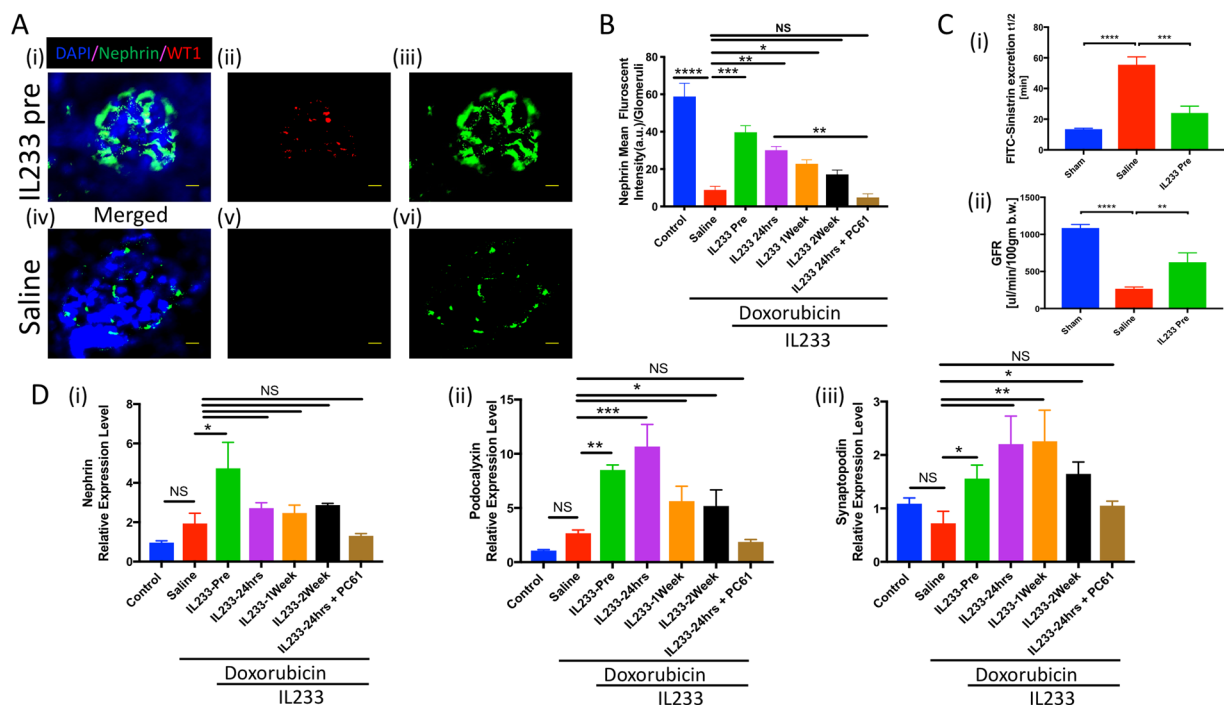 A
(i)
DAPI/Nephrin/WT1
(ii)
(iii)
IL233 pre
Merged
(iv)
(v)
(vi)
Saline
B
Nephrin Mean Fluroscent
Intensity(a.u.)/Glomeruli
80
60
40
20
0
NS
*
**
****
***
**
Control
Saline
IL233 Pre
IL233 24hrs
IL233 1Week
IL233 2Week
IL233 24hrs + PC61
Doxorubicin
IL233
C
(i)
FITC-Sinistrin excretion t1/2
[min]
80
60
40
20
0
****
***
Sham
Saline
IL233 Pre
(ii)
GFR
[ul/min/100gm b.w.]
1500
1000
500
0
****
**
Sham
Saline
IL233 Pre
D
(i)
Nephrin
Relative Expression Level
10
8
6
4
2
0
NS
*
NS
Control
Saline
IL233-Pre
IL233-24hrs
IL233-1Week
IL233-2Week
IL233-24hrs + PC61
Doxorubicin
IL233
(ii)
Podocalyxin
Relative Expression Level
15
10
5
0
NS
*
***
**
NS
Control
Saline
IL233-Pre
IL233-24hrs
IL233-1Week
IL233-2Week
IL233-24hrs + PC61
Doxorubicin
IL233
(iii)
Synaptopodin
Relative Expression Level
3
2
1
0
NS
*
**
*
NS
Control
Saline
IL233-Pre
IL233-24hrs
IL233-1Week
IL233-2Week
IL233-24hrs + PC61
Doxorubicin
IL233